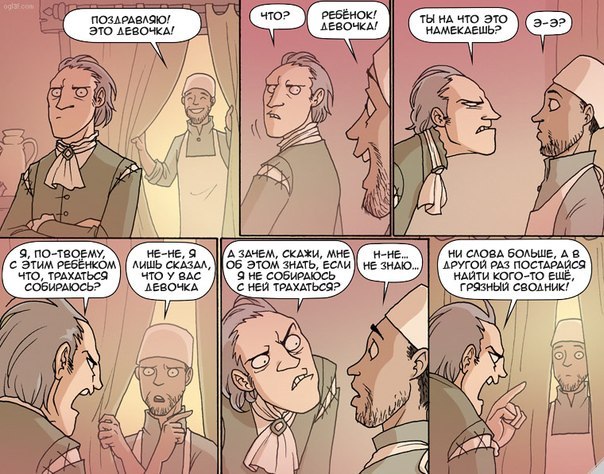 oglaf.com
ПОЗДРАВЛЯЮ!
ЭТО ДЕВОЧКА!
ЧТО?
РЕБЁНОК!
ДЕВОЧКА!
ТЫ НА ЧТО ЭТО
НАМЕКАЕШЬ?
Э-Э?
Я, ПО-ТВОЕМУ,
С ЭТИМ РЕБЁНКОМ
ЧТО, ТРАХАТЬСЯ
СОБИРАЮСЬ?
НЕ-НЕ, Я
ЛИШЬ СКАЗАЛ,
ЧТО У ВАС
ДЕВОЧКА
А ЗАЧЕМ, СКАЖИ, МНЕ
ОБ ЭТОМ ЗНАТЬ, ЕСЛИ
Я НЕ СОБИРАЮСЬ
С НЕЙ ТРАХАТЬСЯ?
Н-НЕ...
НЕ ЗНАЮ...
НИ СЛОВА БОЛЬШЕ, А В
ДРУГОЙ РАЗ ПОСТАРАЙСЯ
НАЙТИ КОГО-ТО ЕЩЁ,
ГРЯЗНЫЙ СВОДНИК!